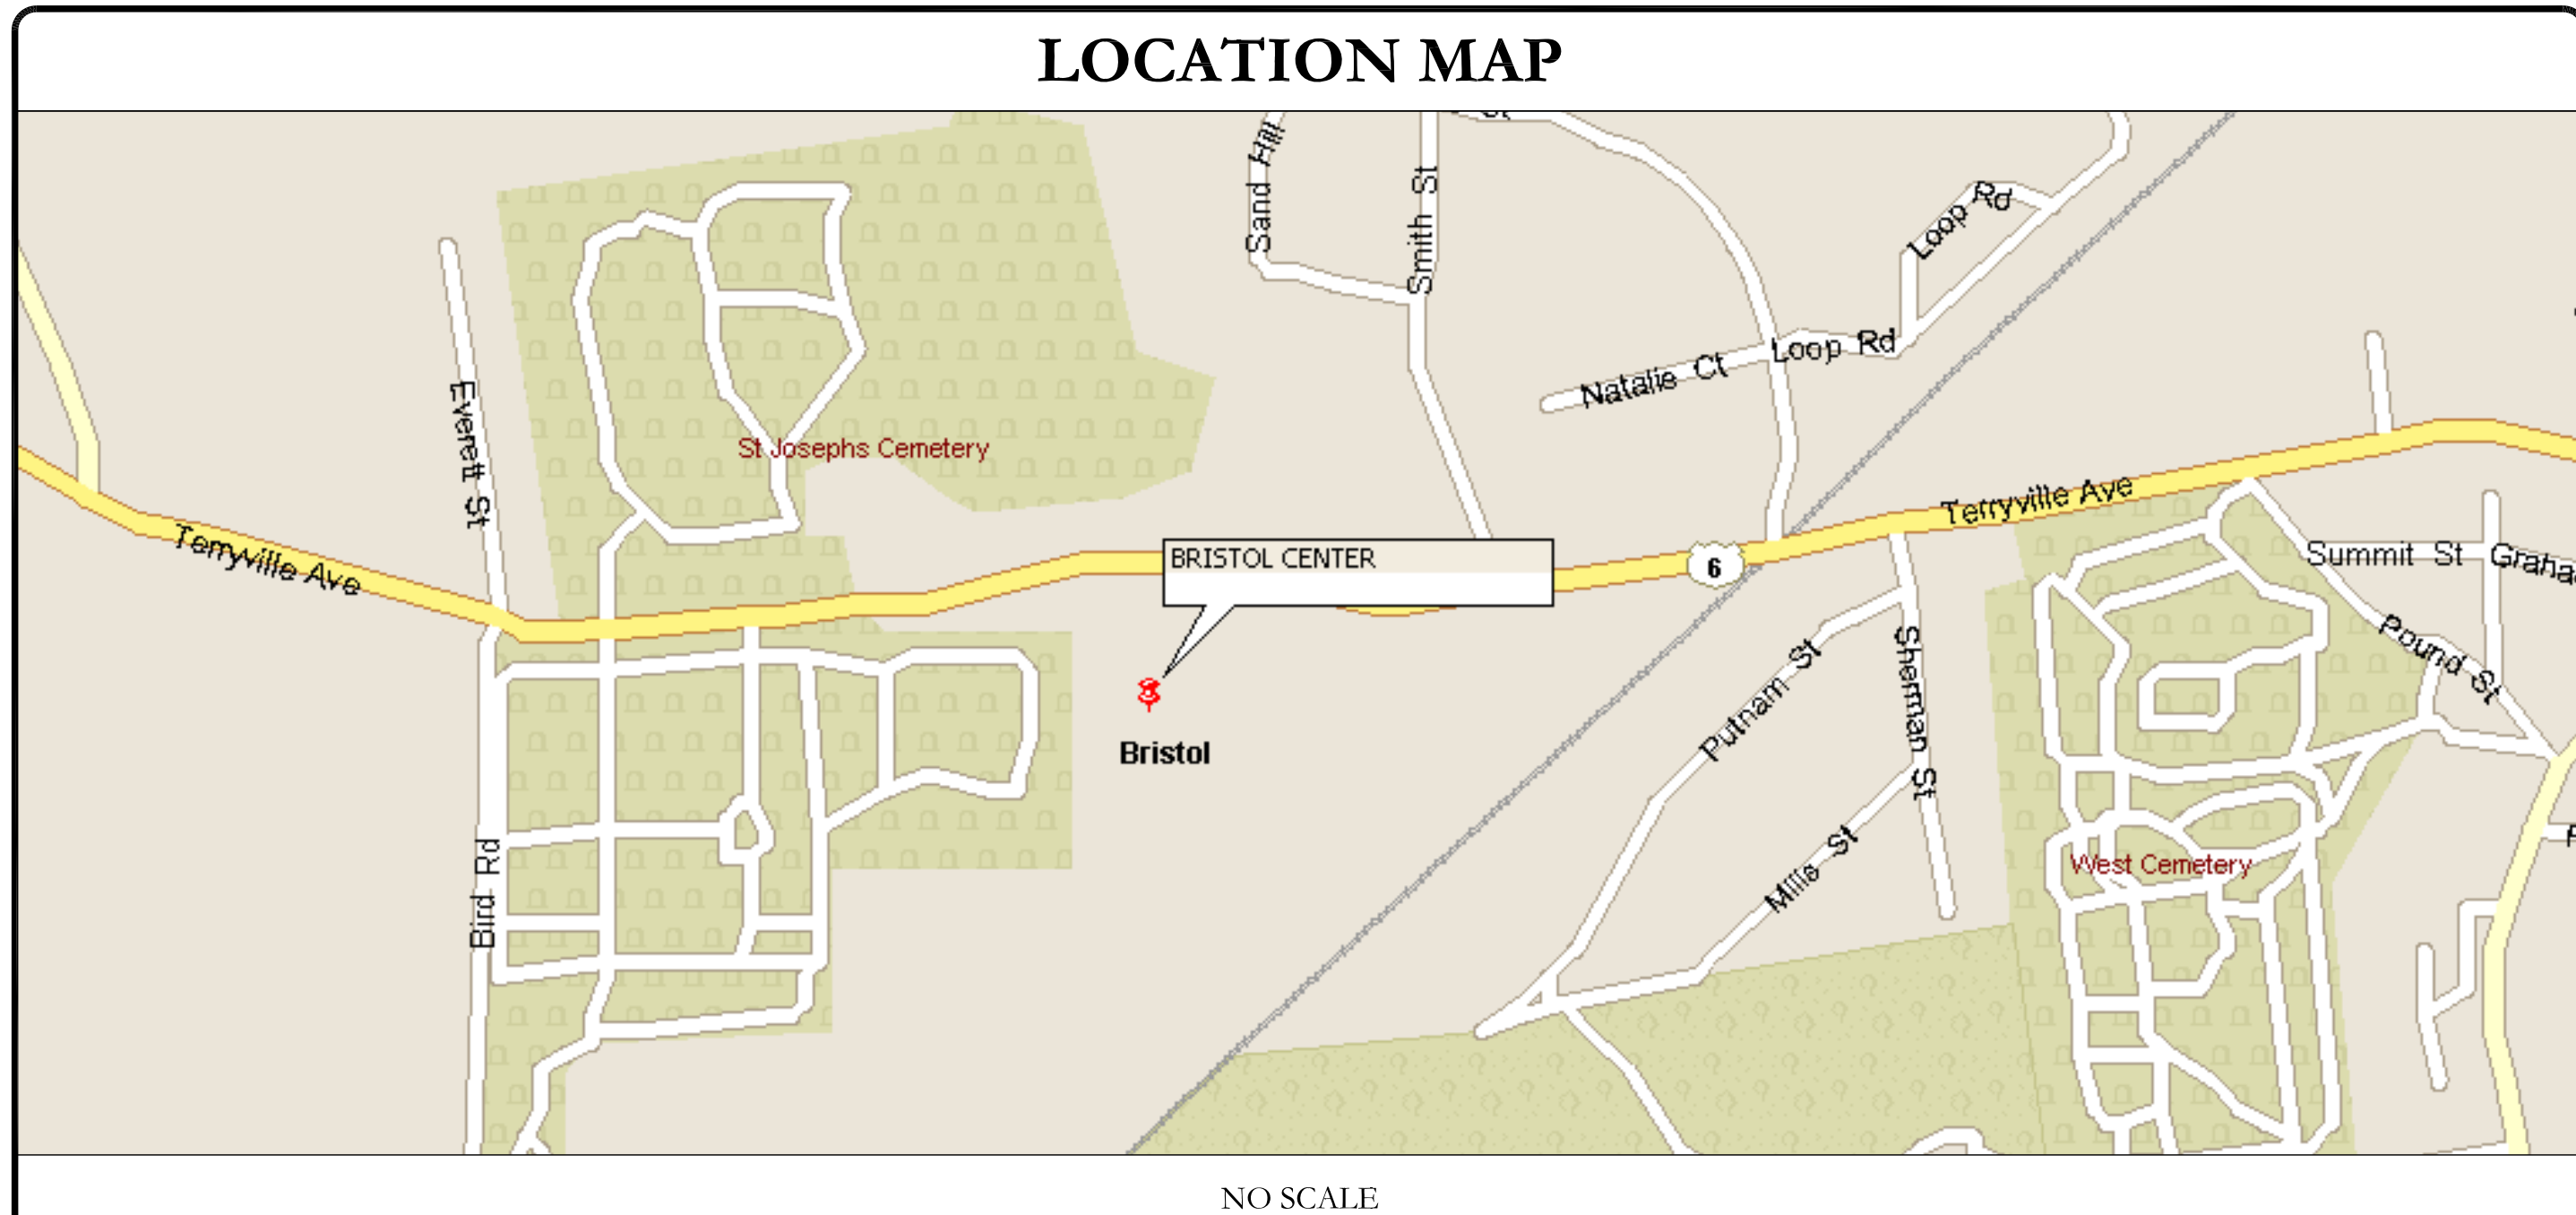 LOCATION MAP
Sand Hill
Smith St
St
Loop Rd
Natalie Ct
Loop Rd
Everett St
St Josephs Cemetery
Terryville Ave
Terryville Ave
BRISTOL CENTER
6
Summit St
Pound St
Putnam St
Sherman St
Bristol
Mills St
Bird Rd
West Cemetery
NO SCALE